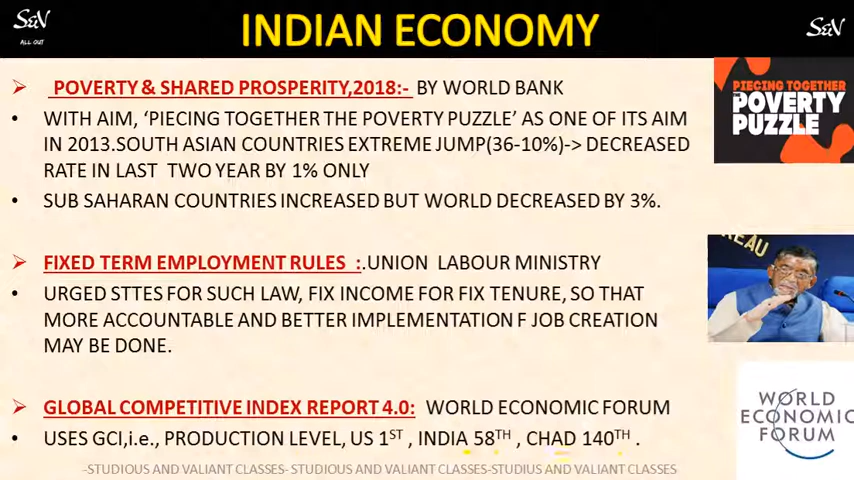 S&V
ALL OUT
INDIAN ECONOMY
S&V
➢ POVERTY & SHARED PROSPERITY,2018:- BY WORLD BANK
• WITH AIM, ‘PIECING TOGETHER THE POVERTY PUZZLE’ AS ONE OF ITS AIM
IN 2013.SOUTH ASIAN COUNTRIES EXTREME JUMP(36-10%)-> DECREASED
RATE IN LAST TWO YEAR BY 1% ONLY
• SUB SAHARAN COUNTRIES INCREASED BUT WORLD DECREASED BY 3%.
PIECING TOGETHER
THE POVERTY
PUZZLE
➢ FIXED TERM EMPLOYMENT RULES :.UNION LABOUR MINISTRY
• URGED STTES FOR SUCH LAW, FIX INCOME FOR FIX TENURE, SO THAT
MORE ACCOUNTABLE AND BETTER IMPLEMENTATION F JOB CREATION
MAY BE DONE.
REAU
➢ GLOBAL COMPETITIVE INDEX REPORT 4.0: WORLD ECONOMIC FORUM
• USES GCI,i.e., PRODUCTION LEVEL, US 1ST , INDIA 58TH , CHAD 140TH .
WORLD
ECONOMIC
FORUM
-STUDIOUS AND VALIANT CLASSES- STUDIOUS AND VALIANT CLASSES-STUDIUS AND VALIANT CLASSES